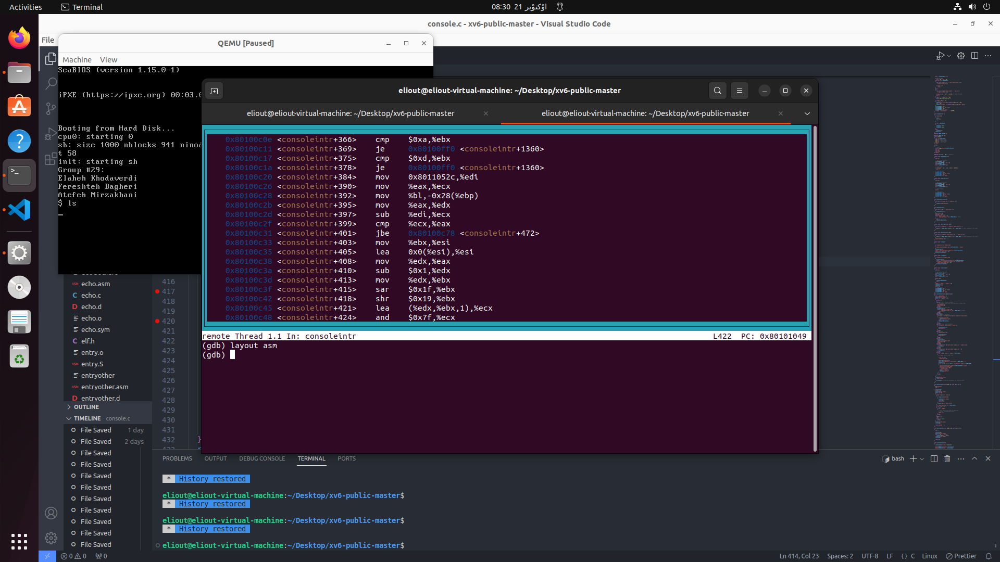 Activities
Terminal
08:30 21 اوْكتوْبر
console.c - xv6-public-master - Visual Studio Code
File
QEMU [Paused]
Machine View
SeaBIOS (version 1.15.0-1)
iPXE (https://ipxe.org) 00:03.0
Booting from Hard Disk...
cpu0: starting 0
sb: size 1000 nblocks 941 ninod
t 58
init: starting sh
Group #29:
Elaheh Khodaverdi
Fereshteh Bagheri
Atefeh Mirzakhani
$ ls
eliout@eliout-virtual-machine: ~/Desktop/xv6-public-master
eliout@eliout-virtual-machine: ~/Desktop/xv6-public-master
eliout@eliout-virtual-machine: ~/Desktop/xv6-public-master
0x80100c0e <consoleintr+366> cmp $0xa,%ebx
0x80100c11 <consoleintr+369> je 0x80100ff0 <consoleintr+1360>
0x80100c17 <consoleintr+375> cmp $0xd,%ebx
0x80100c1a <consoleintr+378> je 0x80100ff0 <consoleintr+1360>
0x80100c20 <consoleintr+384> mov 0x8011052c,%edi
0x80100c26 <consoleintr+390> mov %eax,%ecx
0x80100c28 <consoleintr+392> mov %bl,-0x28(%ebp)
0x80100c2b <consoleintr+395> mov %eax,%edx
0x80100c2d <consoleintr+397> sub %edi,%ecx
0x80100c2f <consoleintr+399> cmp %ecx,%eax
0x80100c31 <consoleintr+401> jbe 0x80100c78 <consoleintr+472>
0x80100c33 <consoleintr+403> mov %ebx,%esi
0x80100c35 <consoleintr+405> lea 0x0(%esi),%esi
0x80100c38 <consoleintr+408> mov %edx,%eax
0x80100c3a <consoleintr+410> sub $0x1,%edx
0x80100c3d <consoleintr+413> mov %edx,%ebx
0x80100c3f <consoleintr+415> sar $0x1f,%ebx
0x80100c42 <consoleintr+418> shr $0x19,%ebx
0x80100c45 <consoleintr+421> lea (%edx,%ebx,1),%ecx
0x80100c48 <consoleintr+424> and $0x7f,%ecx
remote Thread 1.1 In: consoleintr L422 PC: 0x80101049
(gdb) layout asm
(gdb)
echo.asm
echo.c
echo.d
echo.o
echo.sym
elf.h
entry.o
entry.S
entryother
entryother.asm
entryother.d
OUTLINE
TIMELINE console.c
File Saved 1 day
File Saved 2 days
File Saved
File Saved
File Saved
File Saved
File Saved
File Saved
File Saved
File Saved
File Saved
416
417
418
419
420
421
422
423
424
425
426
427
428
429
430
431
432 }
PROBLEMS OUTPUT DEBUG CONSOLE TERMINAL PORTS
bash
* History restored
eliout@eliout-virtual-machine:~/Desktop/xv6-public-master$
* History restored
eliout@eliout-virtual-machine:~/Desktop/xv6-public-master$
* History restored
eliout@eliout-virtual-machine:~/Desktop/xv6-public-master$
0 0 0
Ln 414, Col 23 Spaces: 2 UTF-8 LF { } C Linux Prettier